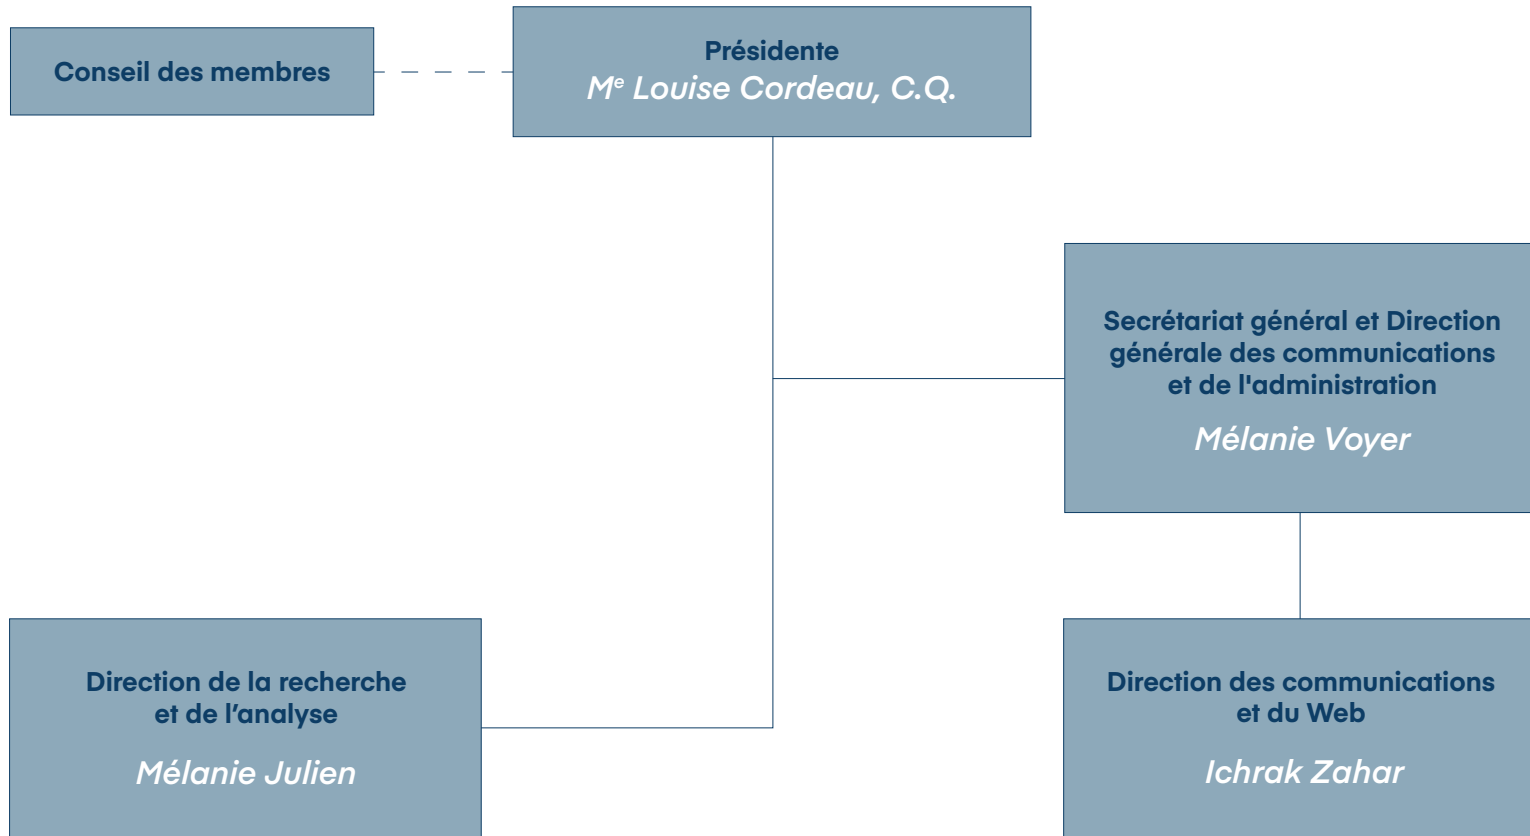 Conseil des membres
Présidente
Me Louise Cordeau, C.Q.
Secrétariat général et Direction
générale des communications
et de l'administration
Mélanie Voyer
Direction de la recherche
et de l’analyse
Mélanie Julien
Direction des communications
et du Web
Ichrak Zahar